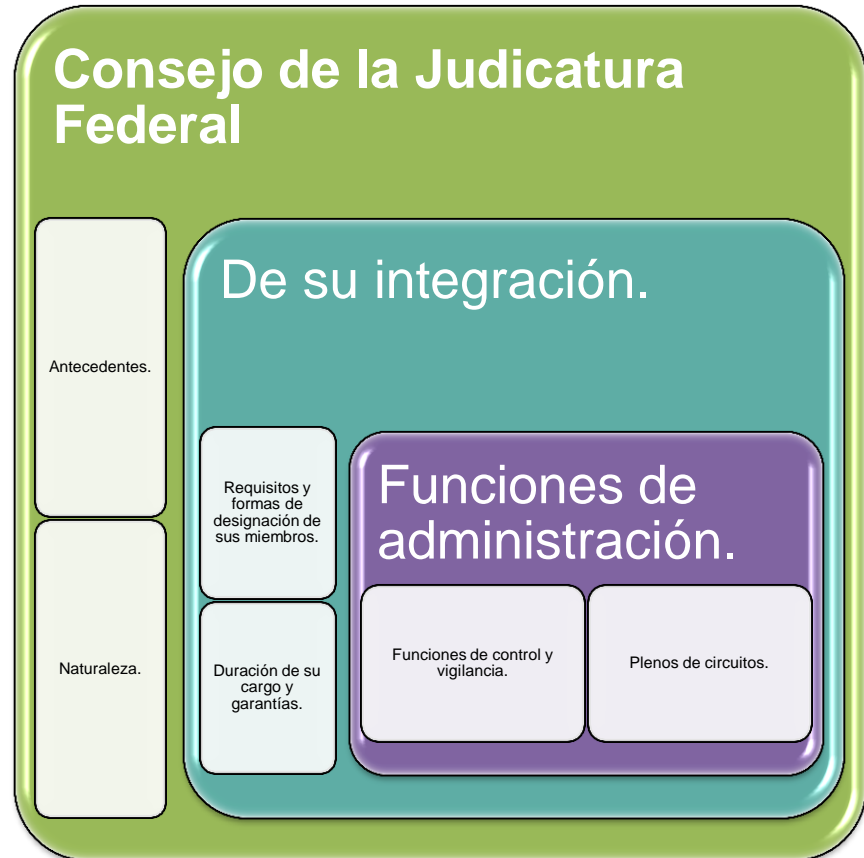 Consejo de la Judicatura
Federal
Antecedentes.
Naturaleza.
De su integración.
Requisitos y
formas de
designación de
sus miembros.
Duración de su
cargo y
garantías.
Funciones de
administración.
Funciones de control y
vigilancia.
Plenos de circuitos.